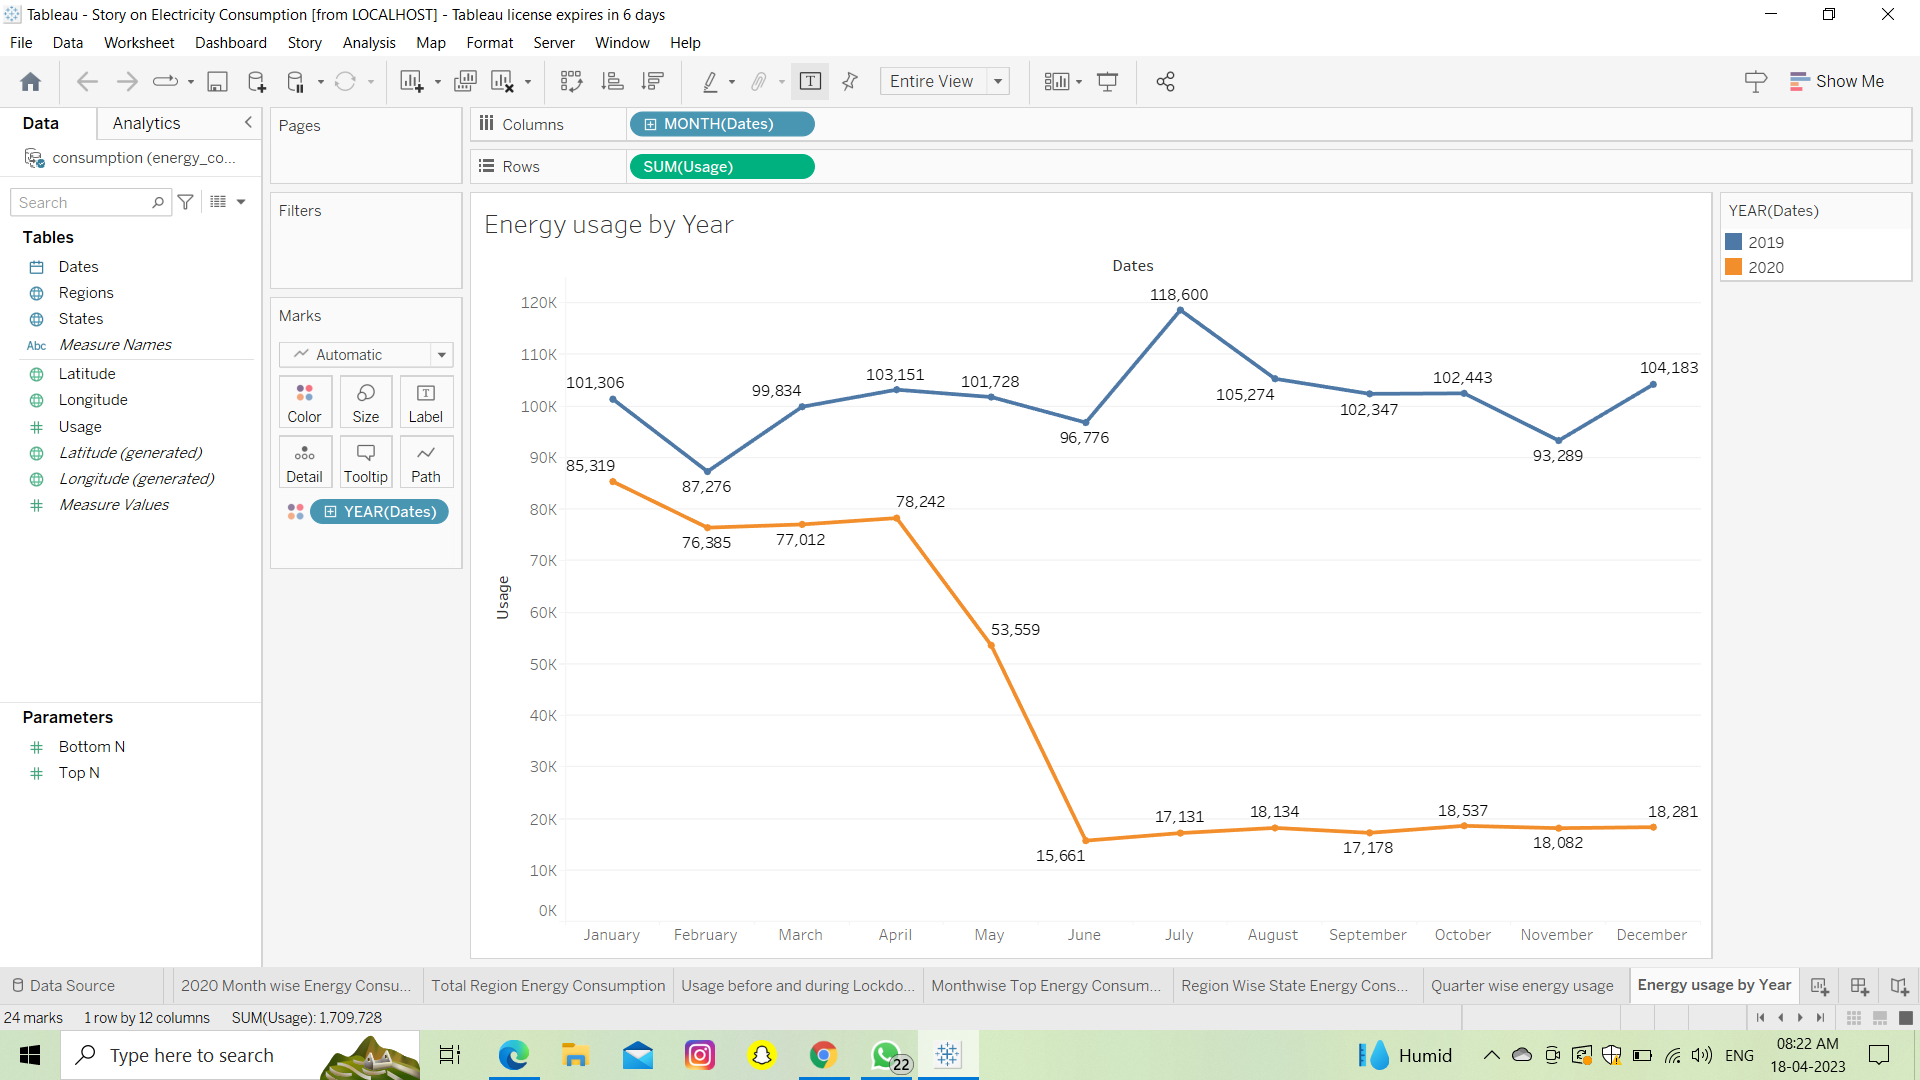 Tableau - Story on Electricity Consumption [from LOCALHOST] - Tableau license expires in 6 days
File Data Worksheet Dashboard Story Analysis Map Format Server Window Help
T Entire View Show Me
Data Analytics
consumption (energy_co...
Search
Tables
Dates
Regions
States
Abc Measure Names
Latitude
Longitude
Usage
Latitude (generated)
Longitude (generated)
Measure Values
Parameters
Bottom N
Top N
Pages
Filters
Marks
Automatic
Color Size T Label
Detail Tooltip Path
YEAR(Dates)
Columns MONTH(Dates)
Rows SUM(Usage)
Energy usage by Year
Dates
Usage
120K
110K
100K
90K
80K
70K
60K
50K
40K
30K
20K
10K
0K
101,306
87,276
99,834
103,151
101,728
96,776
118,600
105,274
102,347
102,443
93,289
104,183
85,319
76,385
77,012
78,242
53,559
15,661
17,131
18,134
17,178
18,537
18,082
18,281
January February March April May June July August September October November December
YEAR(Dates)
2019
2020
Data Source 2020 Month wise Energy Consu... Total Region Energy Consumption Usage before and during Lockdo... Monthwise Top Energy Consum... Region Wise State Energy Cons... Quarter wise energy usage Energy usage by Year
24 marks 1 row by 12 columns SUM(Usage): 1,709,728
Type here to search 22 Humid ENG 08:22 AM
18-04-2023